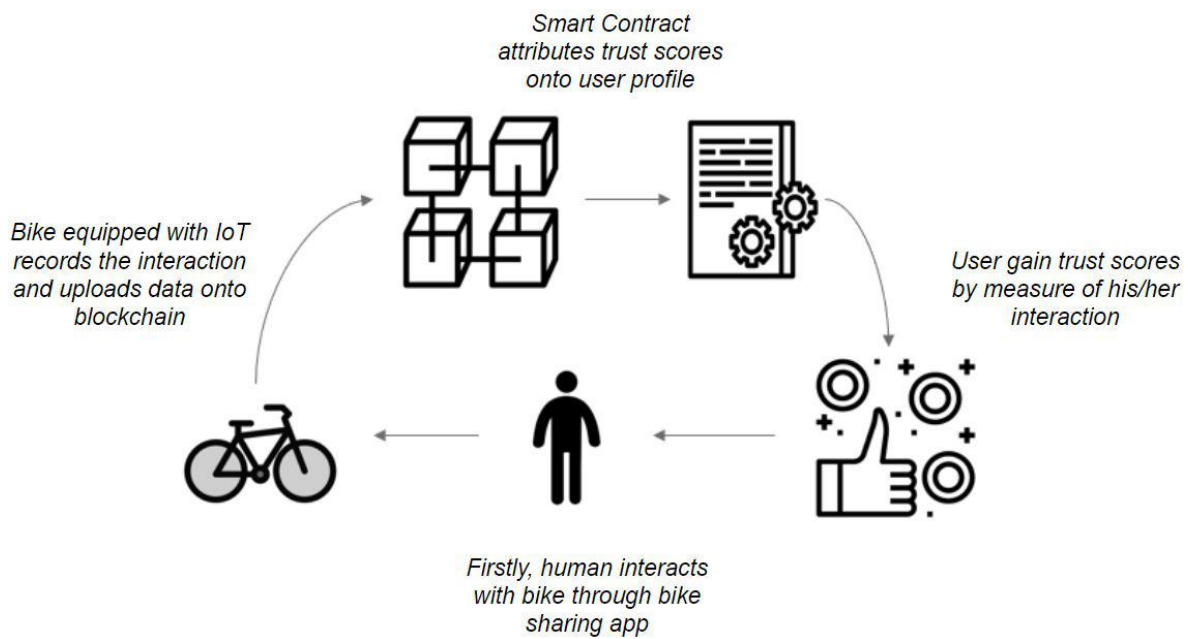 Smart Contract
attributes trust scores
onto user profile
Bike equipped with IoT
records the interaction
and uploads data onto
blockchain
User gain trust scores
by measure of his/her
interaction
Firstly, human interacts
with bike through bike
sharing app